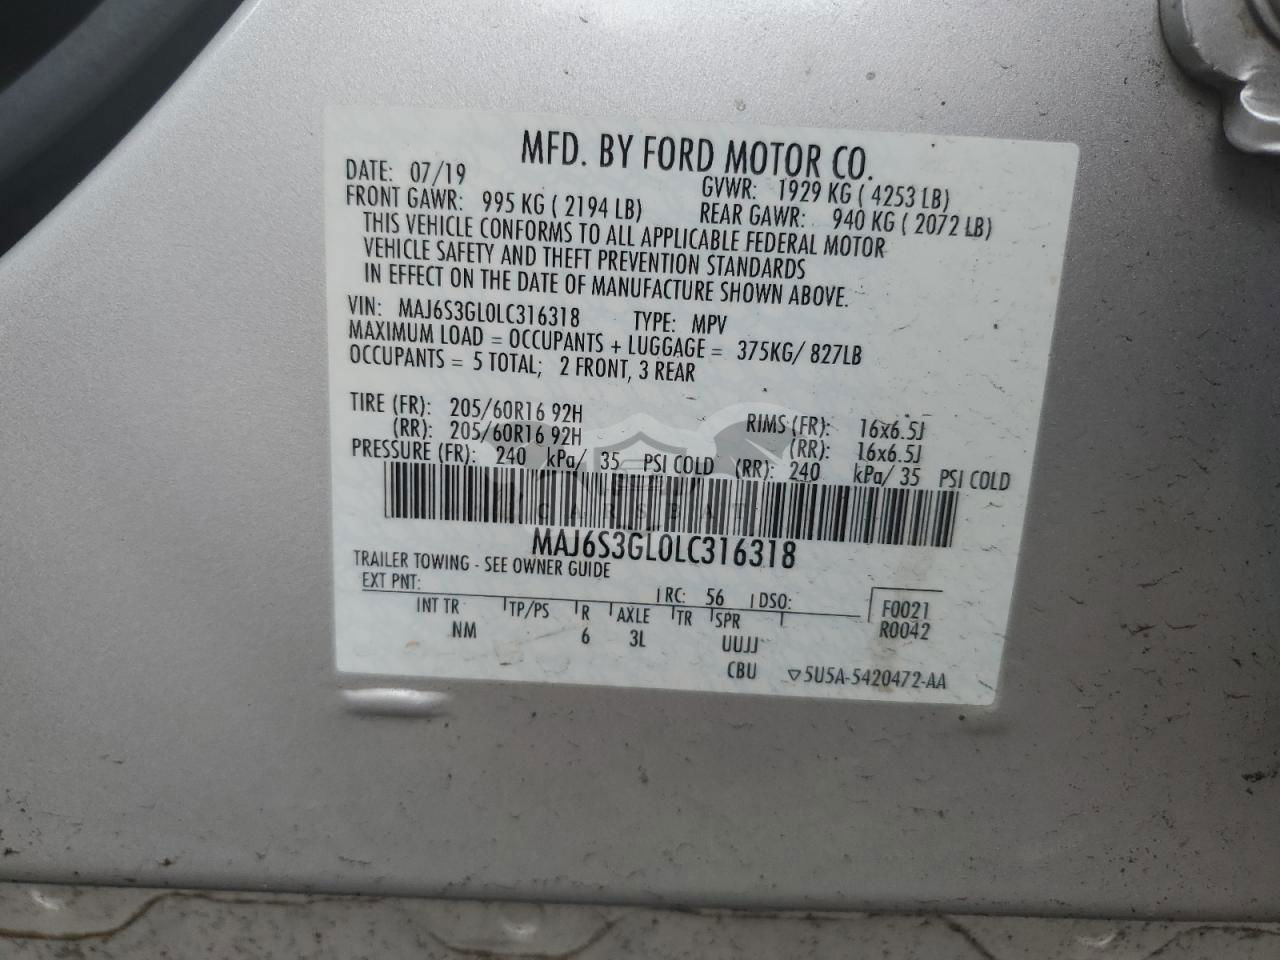 MFD. BY FORD MOTOR CO.
DATE: 07/19 GVWR: 1929 KG ( 4253 LB)
FRONT GAWR: 995 KG ( 2194 LB) REAR GAWR: 940 KG ( 2072 LB)
THIS VEHICLE CONFORMS TO ALL APPLICABLE FEDERAL MOTOR
VEHICLE SAFETY AND THEFT PREVENTION STANDARDS
IN EFFECT ON THE DATE OF MANUFACTURE SHOWN ABOVE.
VIN: MAJ6S3GL0LC316318 TYPE: MPV
MAXIMUM LOAD = OCCUPANTS + LUGGAGE = 375KG/ 827LB
OCCUPANTS = 5 TOTAL; 2 FRONT, 3 REAR
TIRE (FR): 205/60R16 92H RIMS (FR): 16x6.5J
(RR): 205/60R16 92H (RR): 16x6.5J
PRESSURE (FR): 240 kPa/ 35 PSI COLD (RR): 240 kPa/ 35 PSI COLD
CARSBAT
MAJ6S3GL0LC316318
TRAILER TOWING - SEE OWNER GUIDE
EXT PNT: RC: 56 DSO: F0021
INT TR TP/PS R AXLE TR SPR R0042
NM 6 3L UUJJ
CBU ▽5U5A-5420472-AA